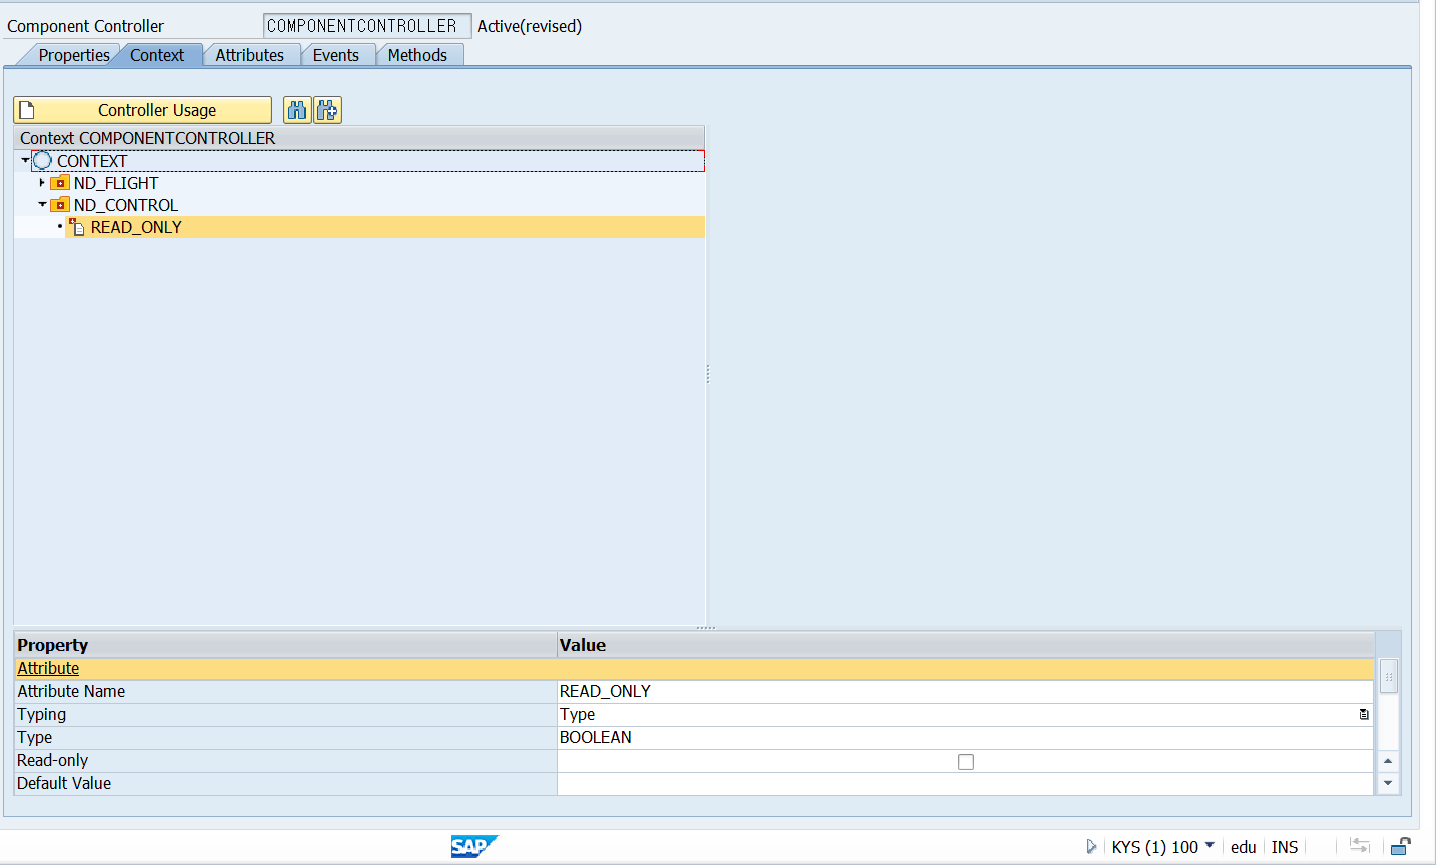 Component Controller COMPONENTCONTROLLER Active(revised)
Properties Context Attributes Events Methods
Controller Usage
Context COMPONENTCONTROLLER
CONTEXT
ND_FLIGHT
ND_CONTROL
READ_ONLY
Property Value
Attribute
Attribute Name READ_ONLY
Typing Type
Type BOOLEAN
Read-only
Default Value
SAP KYS (1) 100 edu INS